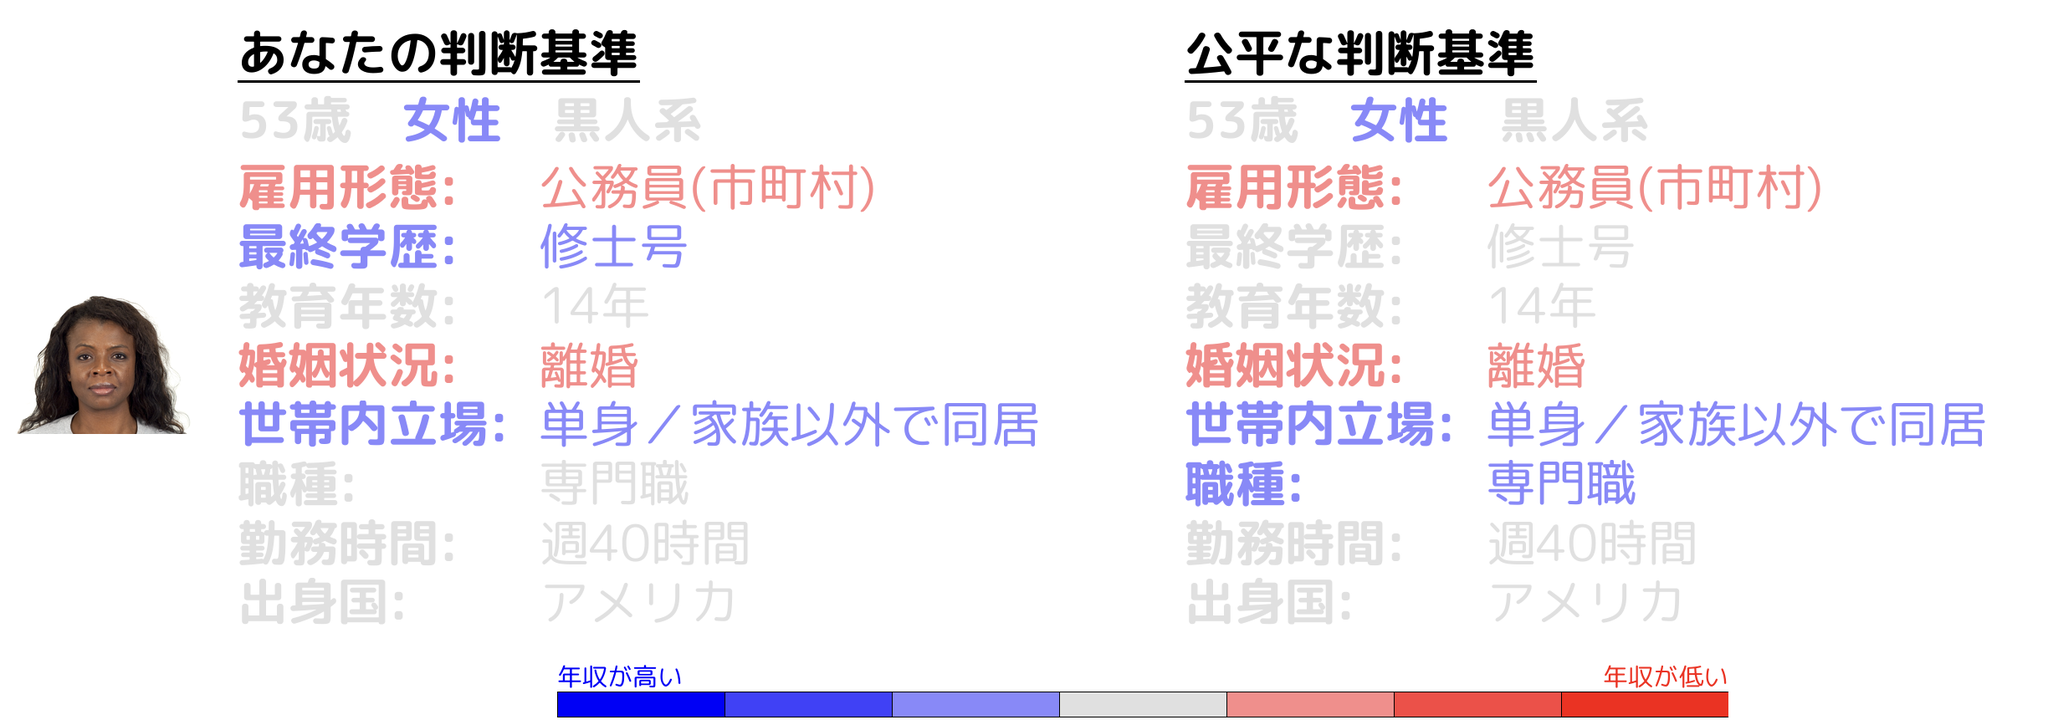 あなたの判断基準
53歳 女性 黒人系
雇用形態: 公務員(市町村)
最終学歴: 修士号
教育年数: 14年
婚姻状況: 離婚
世帯内立場: 単身／家族以外で同居
職種: 専門職
勤務時間: 週40時間
出身国: アメリカ
公平な判断基準
53歳 女性 黒人系
雇用形態: 公務員(市町村)
最終学歴: 修士号
教育年数: 14年
婚姻状況: 離婚
世帯内立場: 単身／家族以外で同居
職種: 専門職
勤務時間: 週40時間
出身国: アメリカ
年収が高い
年収が低い